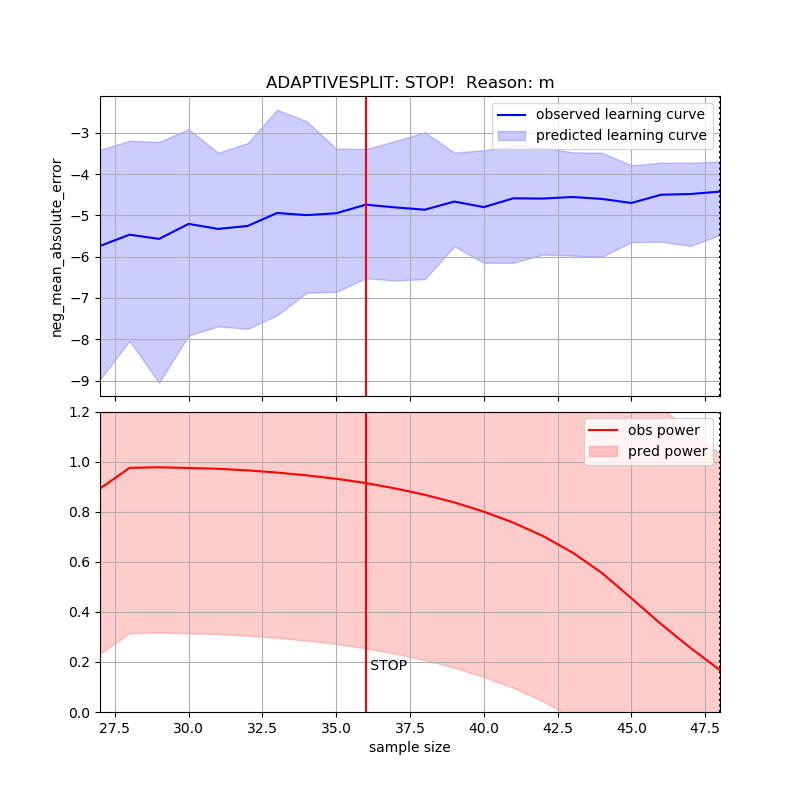 ADAPTIVESPLIT: STOP!  Reason: m
observed learning curve
predicted learning curve
neg_mean_absolute_error
−3
−4
−5
−6
−7
−8
−9
obs power
pred power
1.2
1.0
0.8
0.6
0.4
0.2
0.0
STOP
27.5 30.0 32.5 35.0 37.5 40.0 42.5 45.0 47.5
sample size